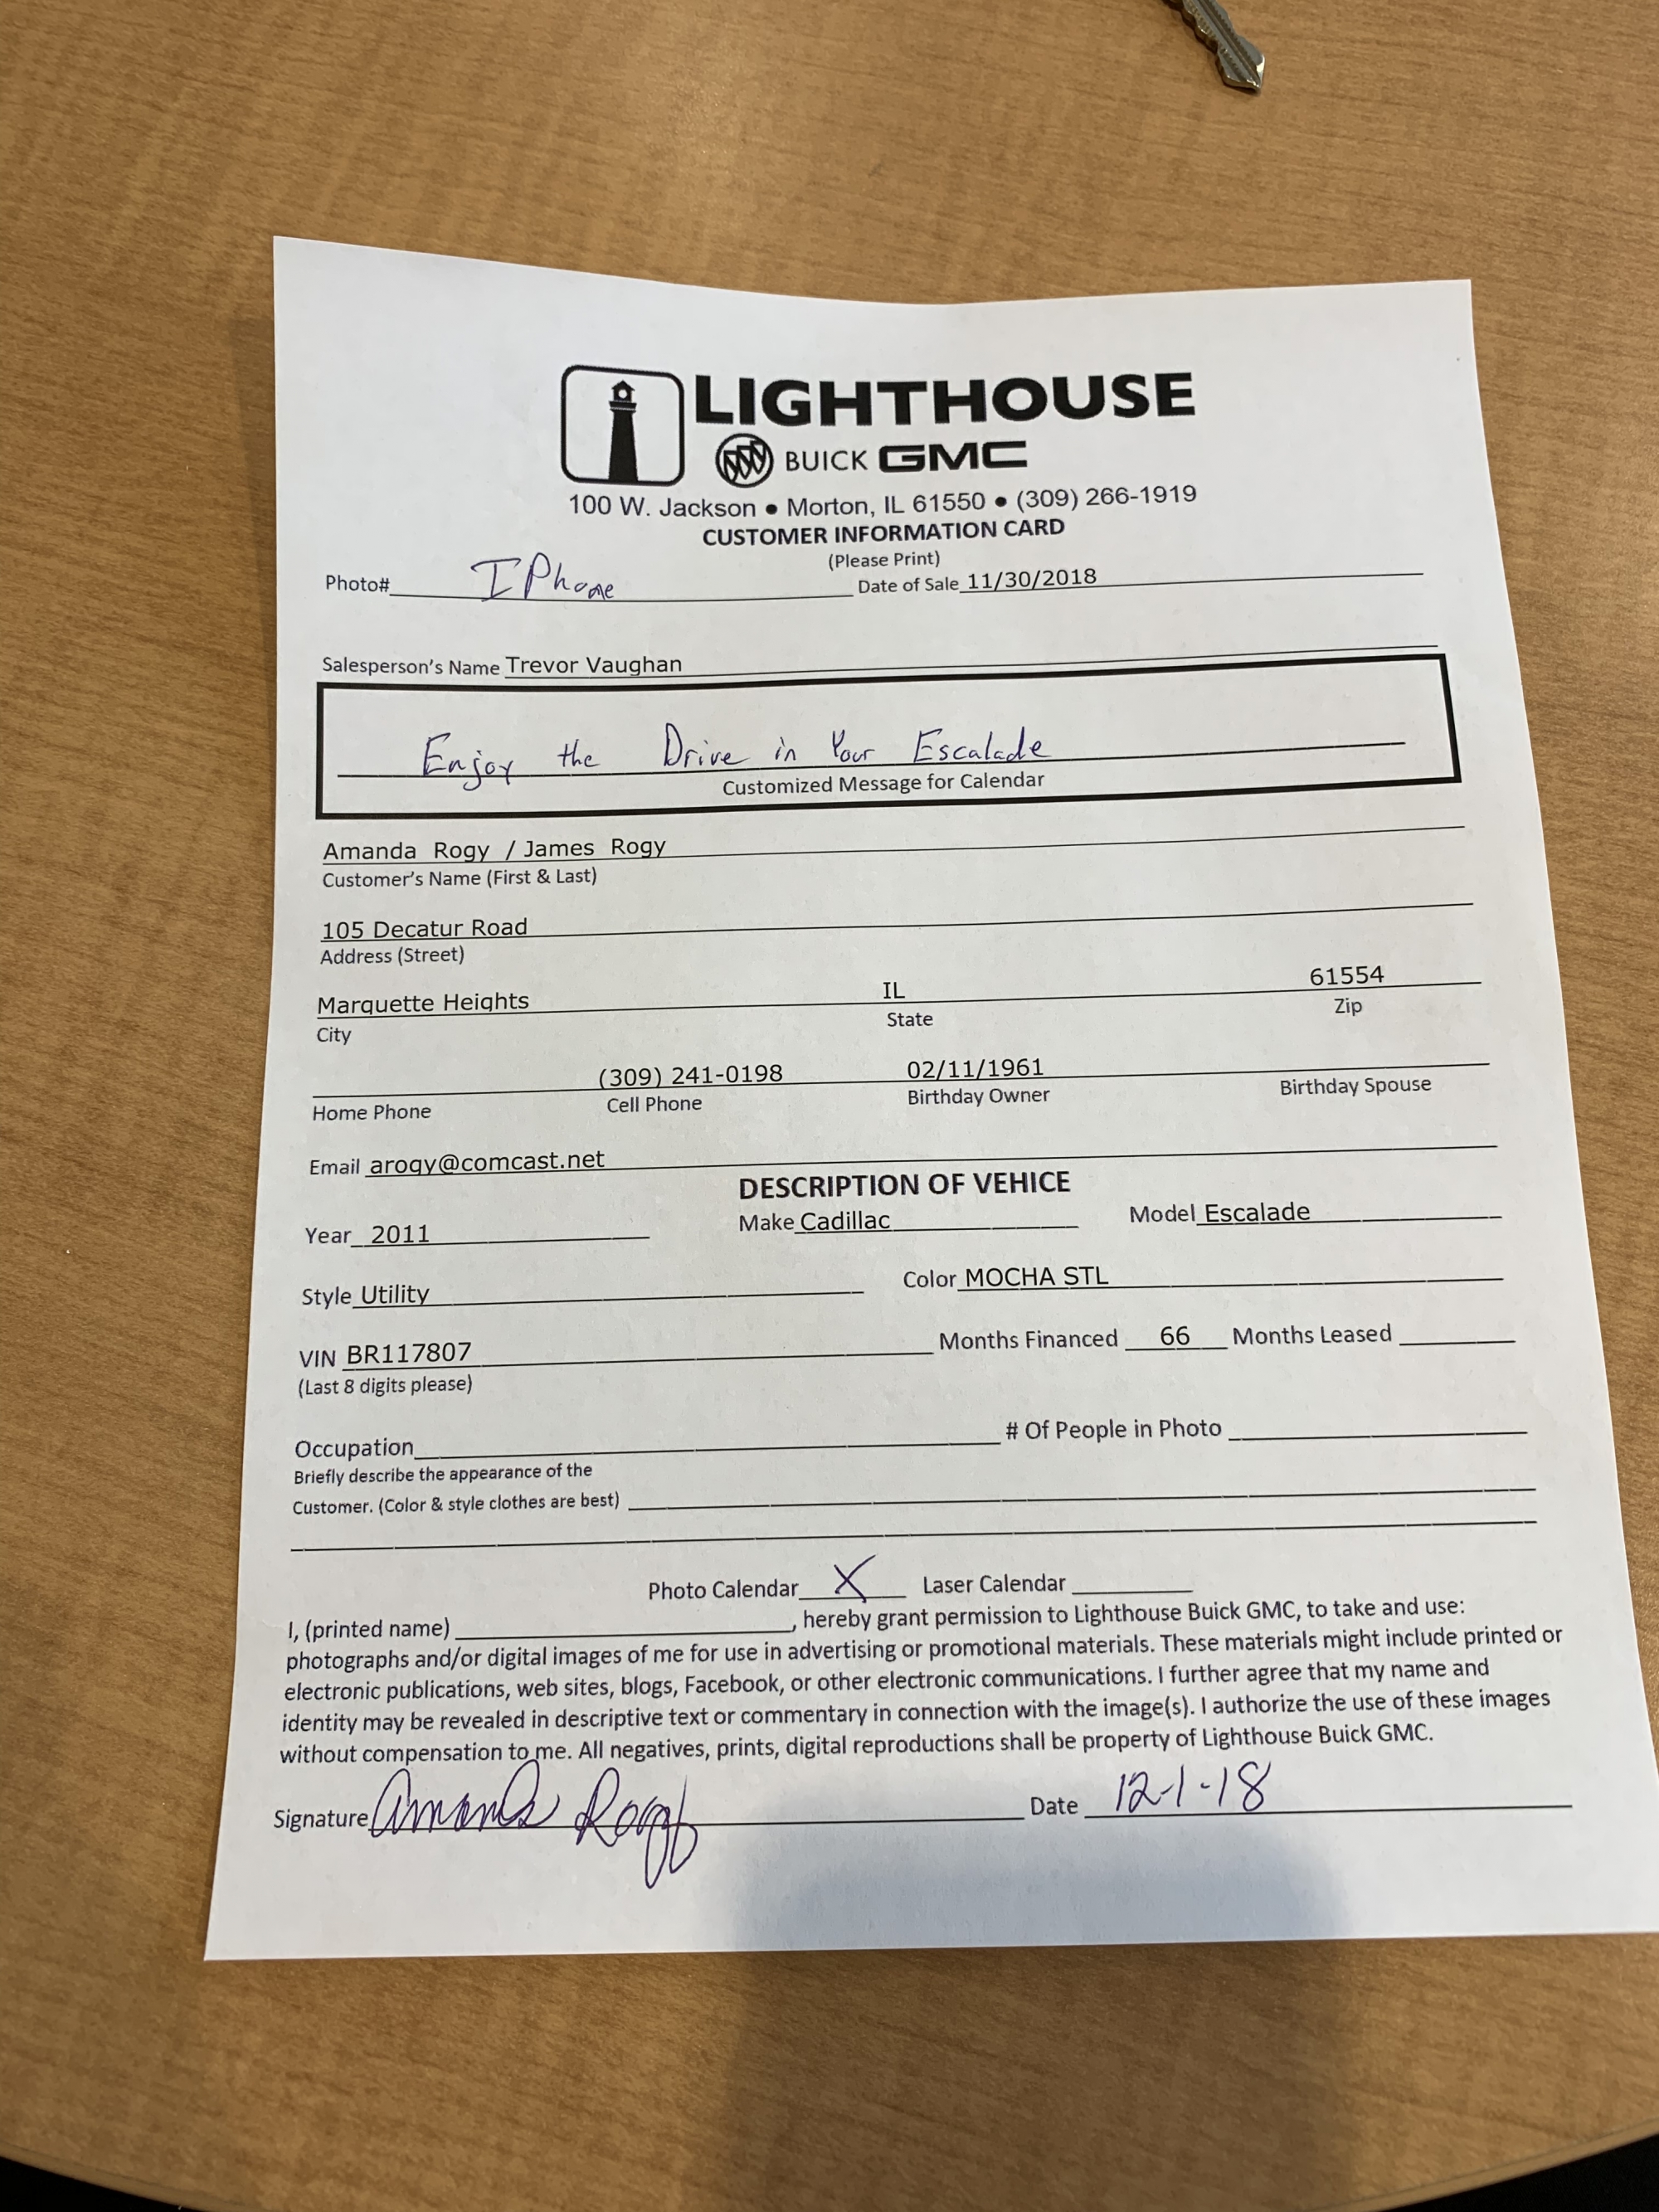 LIGHTHOUSE
BUICK GMC
100 W. Jackson • Morton, IL 61550 • (309) 266-1919
CUSTOMER INFORMATION CARD
(Please Print)
Photo# IPhone Date of Sale 11/30/2018
Salesperson's Name Trevor Vaughan
Enjoy the Drive in Your Escalade
Customized Message for Calendar
Amanda Rogy / James Rogy
Customer's Name (First & Last)
105 Decatur Road
Address (Street)
Marquette Heights IL 61554
City State Zip
(309) 241-0198 02/11/1961
Home Phone Cell Phone Birthday Owner Birthday Spouse
Email arogy@comcast.net
DESCRIPTION OF VEHICE
Year 2011 Make Cadillac Model Escalade
Style Utility Color MOCHA STL
VIN BR117807 Months Financed 66 Months Leased
(Last 8 digits please)
Occupation # Of People in Photo
Briefly describe the appearance of the
Customer. (Color & style clothes are best)
Photo Calendar X Laser Calendar
I, (printed name) , hereby grant permission to Lighthouse Buick GMC, to take and use:
photographs and/or digital images of me for use in advertising or promotional materials. These materials might include printed or
electronic publications, web sites, blogs, Facebook, or other electronic communications. I further agree that my name and
identity may be revealed in descriptive text or commentary in connection with the image(s). I authorize the use of these images
without compensation to me. All negatives, prints, digital reproductions shall be property of Lighthouse Buick GMC.
Signature Amanda Rogy Date 12-1-18